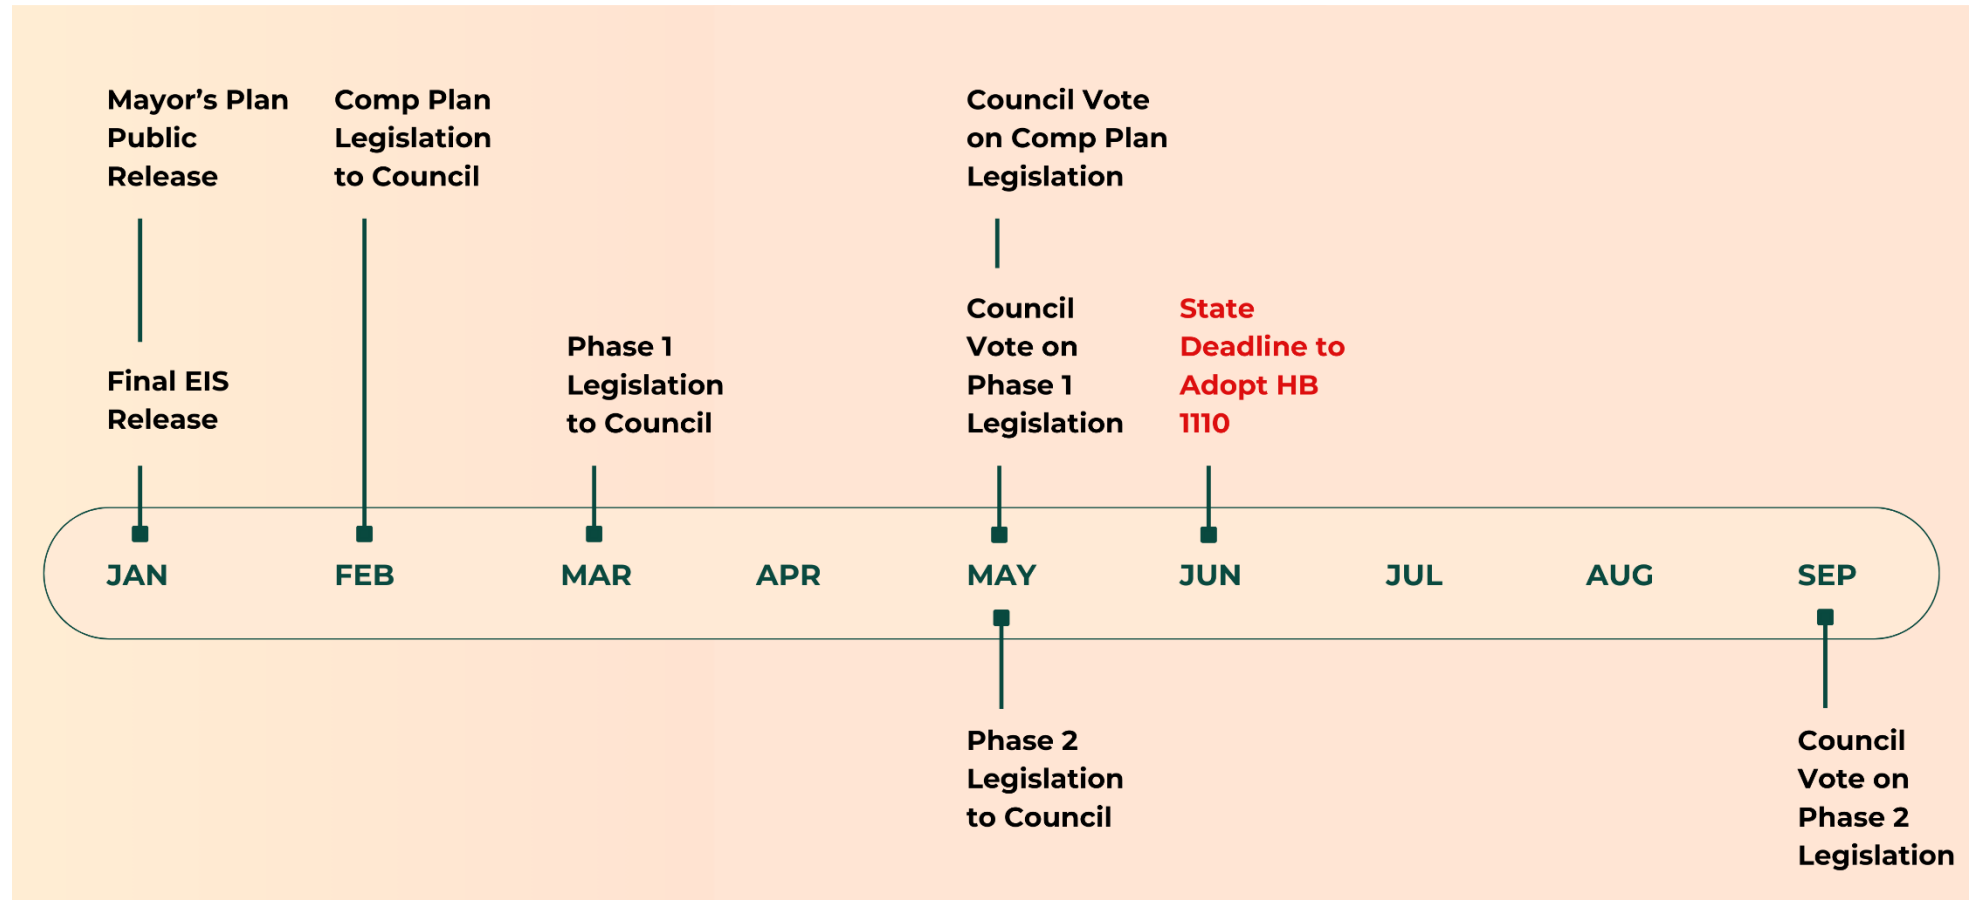 Mayor's Plan
Public
Release
Comp Plan
Legislation
to Council
Council Vote
on Comp Plan
Legislation
Final EIS
Release
Phase 1
Legislation
to Council
Council
Vote on
Phase 1
Legislation
State
Deadline to
Adopt HB
1110
JAN FEB MAR APR MAY JUN JUL AUG SEP
Phase 2
Legislation
to Council
Council
Vote on
Phase 2
Legislation